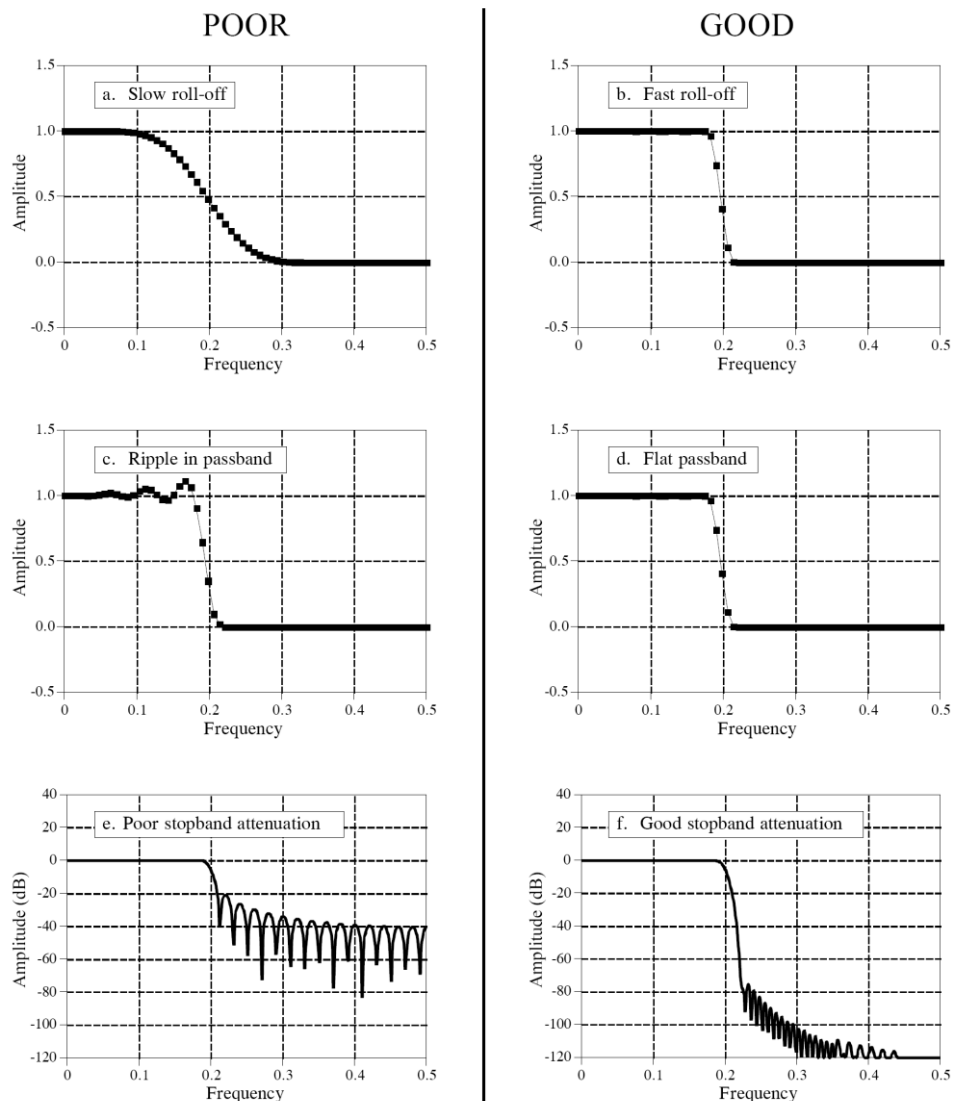 POOR
GOOD
a. Slow roll-off
1.5
1.0
0.5
0.0
-0.5
Amplitude
0 0.1 0.2 0.3 0.4 0.5
Frequency
b. Fast roll-off
1.5
1.0
0.5
0.0
-0.5
Amplitude
0 0.1 0.2 0.3 0.4 0.5
Frequency
c. Ripple in passband
1.5
1.0
0.5
0.0
-0.5
Amplitude
0 0.1 0.2 0.3 0.4 0.5
Frequency
d. Flat passband
1.5
1.0
0.5
0.0
-0.5
Amplitude
0 0.1 0.2 0.3 0.4 0.5
Frequency
e. Poor stopband attenuation
40
20
0
-20
-40
-60
-80
-100
-120
Amplitude (dB)
0 0.1 0.2 0.3 0.4 0.5
Frequency
f. Good stopband attenuation
40
20
0
-20
-40
-60
-80
-100
-120
Amplitude (dB)
0 0.1 0.2 0.3 0.4 0.5
Frequency